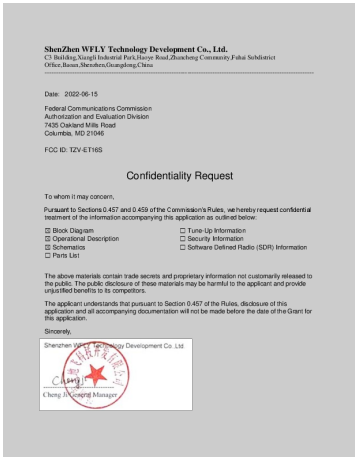 ShenZhen WFLY Technology Development Co., Ltd.
C3 Building,Xiangli Industrial Park,Haoye Road,Zhancheng Community,Fuhai Subdistrict
Office,Baoan,Shenzhen,Guangdong,China
Date: 2022-06-15
Federal Communications Commission
Authorization and Evaluation Division
7435 Oakland Mills Road
Columbia, MD 21046
FCC ID: TZV-ET16S
Confidentiality Request
To whom it may concern,
Pursuant to Sections 0.457 and 0.459 of the Commission's Rules, we hereby request confidential
treatment of the information accompanying this application as outlined below:
☒ Block Diagram ☐ Tune-Up Information
☒ Operational Description ☐ Security Information
☒ Schematics ☐ Software Defined Radio (SDR) Information
☐ Parts List
The above materials contain trade secrets and proprietary information not customarily released to
the public. The public disclosure of these materials may be harmful to the applicant and provide
unjustified benefits to its competitors.
The applicant understands that pursuant to Section 0.457 of the Rules, disclosure of this
application and all accompanying documentation will not be made before the date of the Grant for
this application.
Sincerely,
Shenzhen WFLY Technology Development Co .Ltd
Cheng Ji
Cheng Ji/General Manager